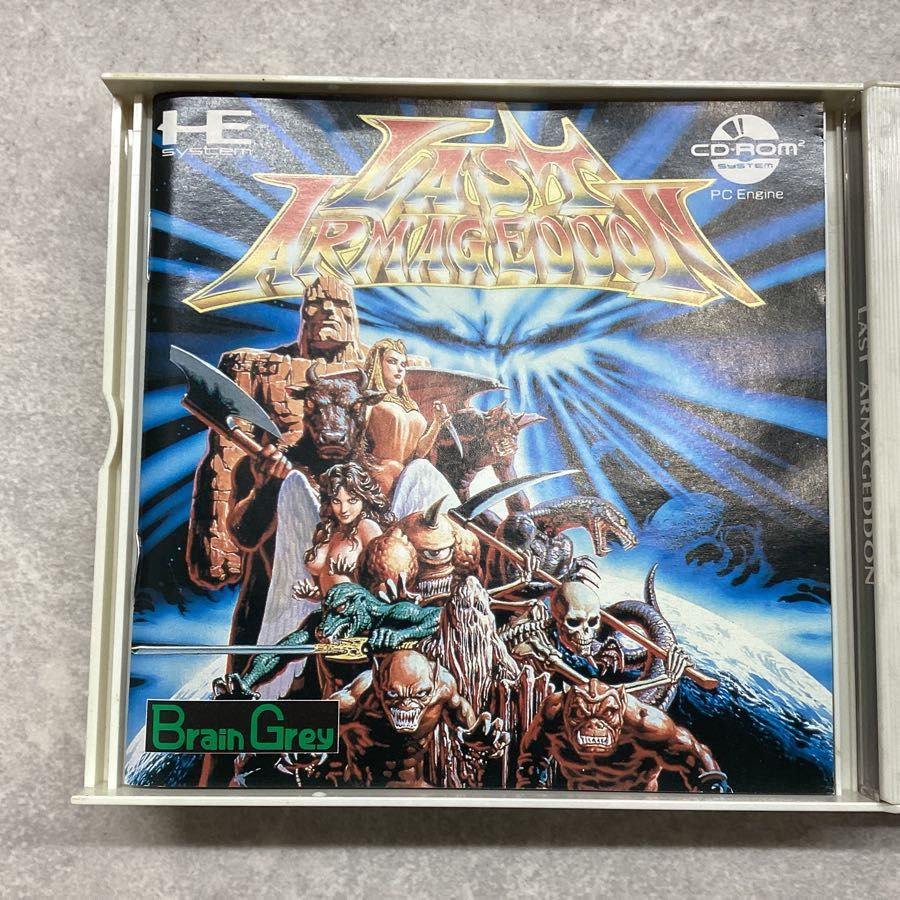 HE
system
LAST
ARMAGEDDON
CD-ROM²
SYSTEM
PC Engine
LAST ARMAGEDDON
Brain Grey